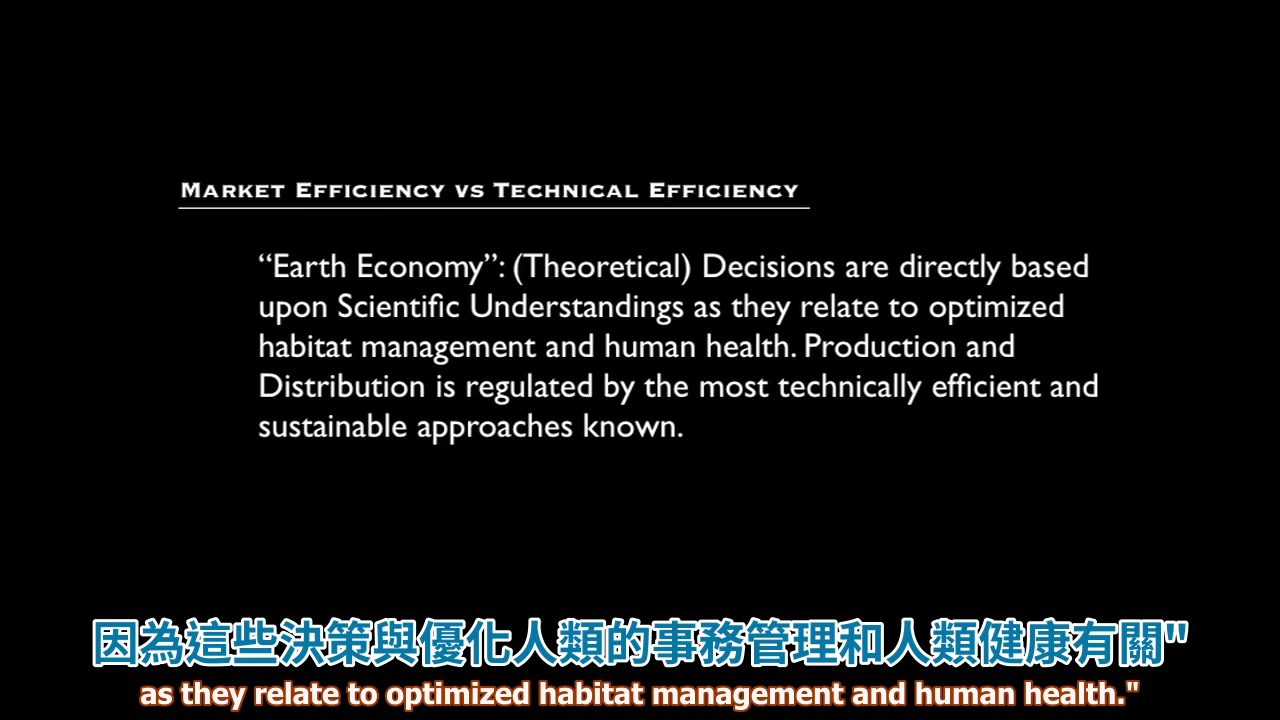 MARKET EFFICIENCY VS TECHNICAL EFFICIENCY
“Earth Economy”: (Theoretical) Decisions are directly based
upon Scientific Understandings as they relate to optimized
habitat management and human health. Production and
Distribution is regulated by the most technically efficient and
sustainable approaches known.
因為這些決策與優化人類的事務管理和人類健康有關"
as they relate to optimized habitat management and human health."